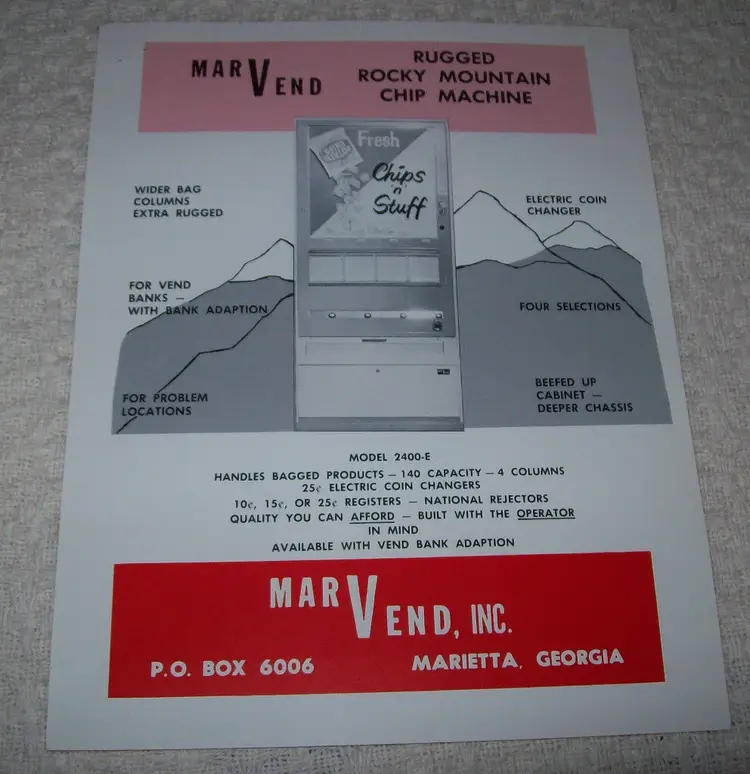 MARVEND
RUGGED
ROCKY MOUNTAIN
CHIP MACHINE
WIDER BAG
COLUMNS
EXTRA RUGGED
FOR VEND
BANKS —
WITH BANK ADAPTION
FOR PROBLEM
LOCATIONS
Fresh
Chips
'n'
Stuff
ELECTRIC COIN
CHANGER
FOUR SELECTIONS
BEEFED UP
CABINET —
DEEPER CHASSIS
MODEL 2400-E
HANDLES BAGGED PRODUCTS — 140 CAPACITY — 4 COLUMNS
25¢ ELECTRIC COIN CHANGERS
10¢, 15¢, OR 25¢ REGISTERS — NATIONAL REJECTORS
QUALITY YOU CAN AFFORD — BUILT WITH THE OPERATOR
IN MIND
AVAILABLE WITH VEND BANK ADAPTION
MARVEND, INC.
P.O. BOX 6006
MARIETTA, GEORGIA